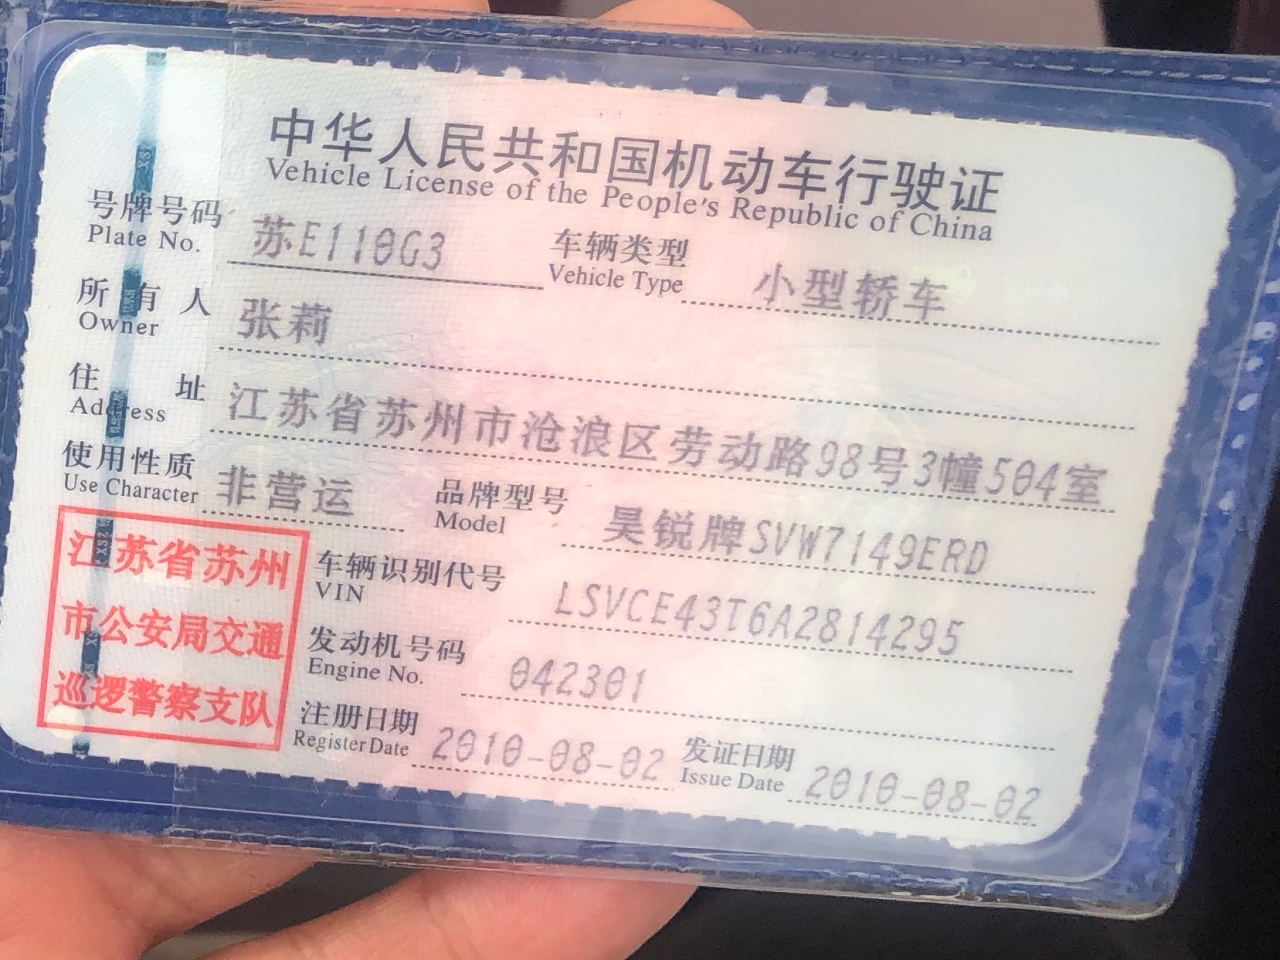 中华人民共和国机动车行驶证
Vehicle License of the People's Republic of China
号牌号码 苏E110G3 车辆类型 小型轿车
Plate No. Vehicle Type
所有人 张莉
Owner
住址 江苏省苏州市沧浪区劳动路98号3幢504室
Address
使用性质 非营运 品牌型号 昊锐牌SVW7149ERD
Use Character Model
江苏省苏州
市公安局交通
巡逻警察支队
车辆识别代号 LSVCE43T6A2814295
VIN
发动机号码 042301
Engine No.
注册日期 2010-08-02 发证日期 2010-08-02
Register Date Issue Date